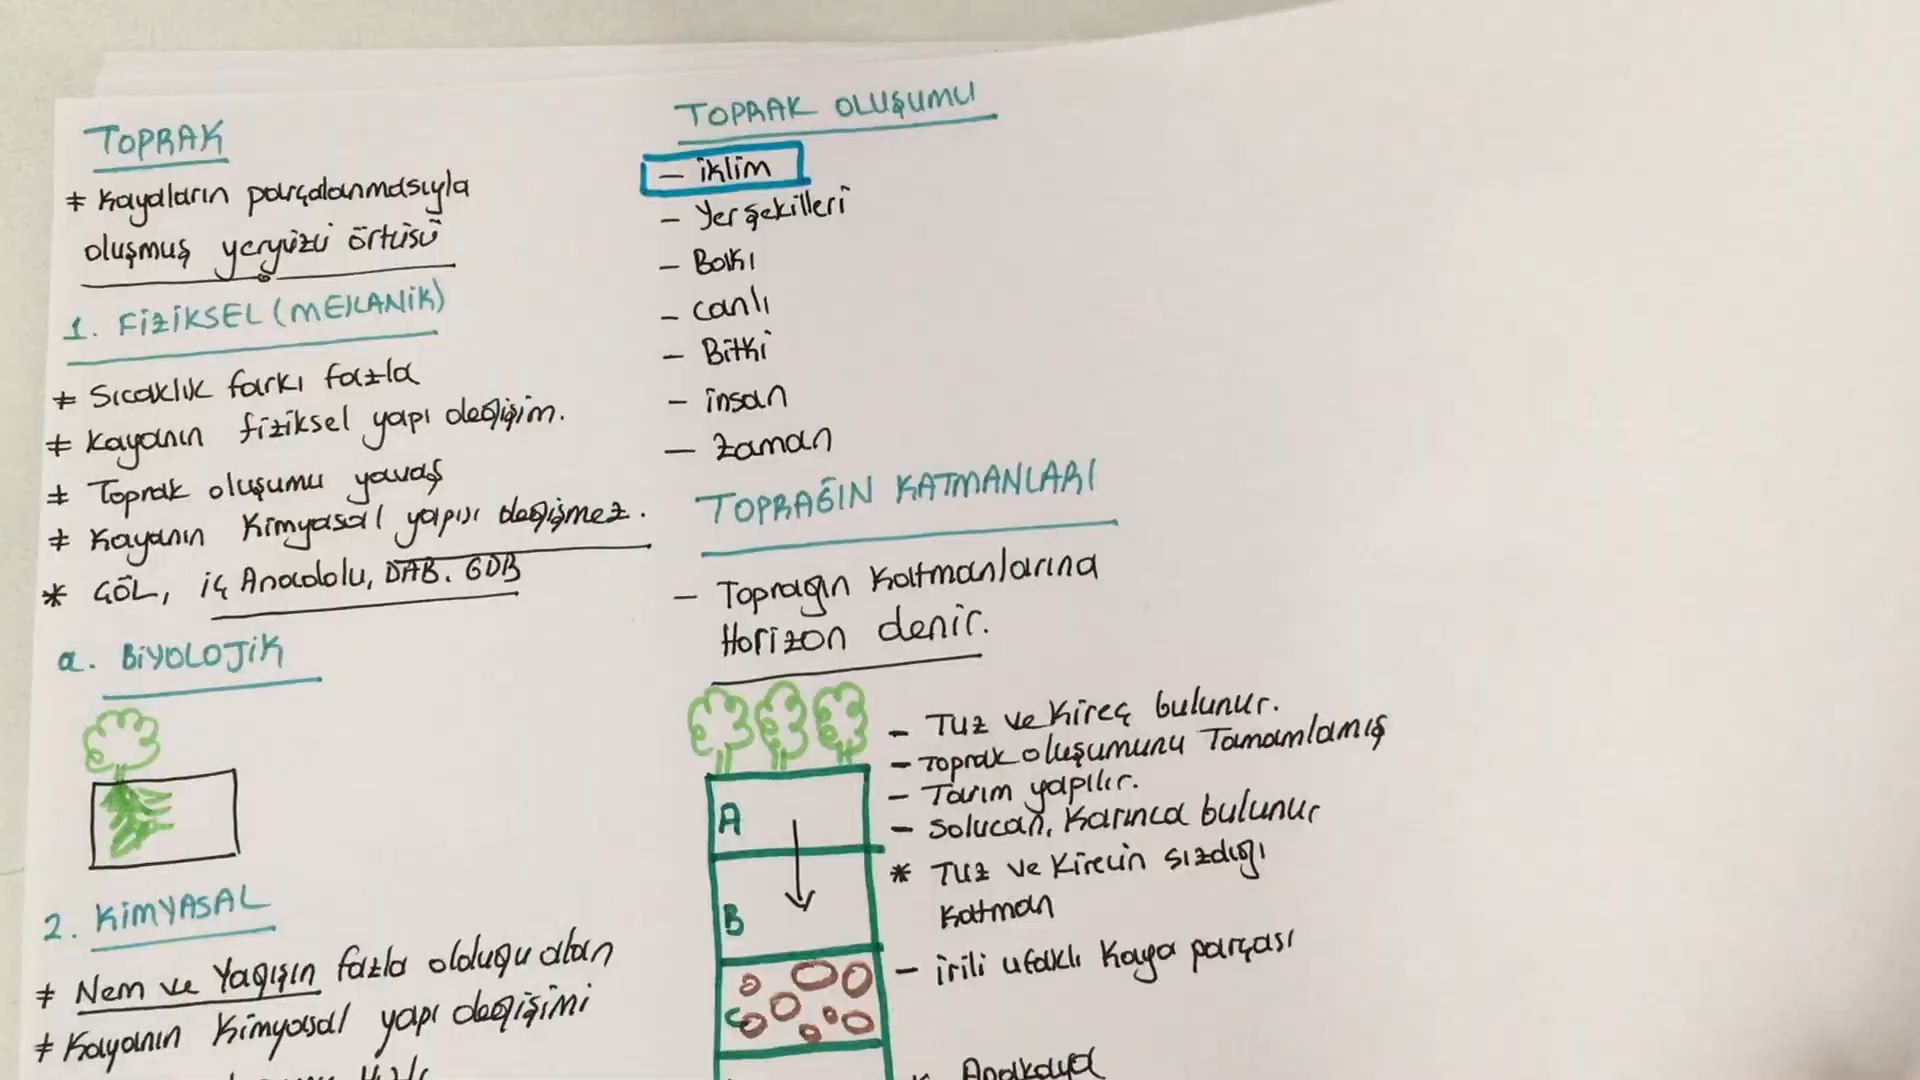 TOPRAK
* Kayaların parçalanmasıyla
oluşmuş yeryüzü örtüsü
1. FİZİKSEL (MEKANİK)
* Sıcaklık farkı fazla
* Kayanın fiziksel yapı değişim.
* Toprak oluşumu yavaş
* Kayanın Kimyasal yapısı değişmez.
* GÖL, iç Anadolu, DAB. GDB
a. BİYOLOJİK
2. KİMYASAL
* Nem ve Yağışın fazla olduğu alan
* Kayanın Kimyasal yapı değişimi
TOPRAK OLUŞUMU
- iklim
- Yerşekilleri
- Bakı
- canlı
- Bitki
- insan
- Zaman
TOPRAĞIN KATMANLARI
- Toprağın Katmanlarına
Horizon denir.
- Tuz ve Kireç bulunur.
- Toprak oluşumunu Tamamlamış
- Tarım yapılır.
- Solucan, Karınca bulunur
A
* Tuz ve Kirecin sızdığı
Katman
B
- irili ufaklı Kaya parçası
C
Anakaya